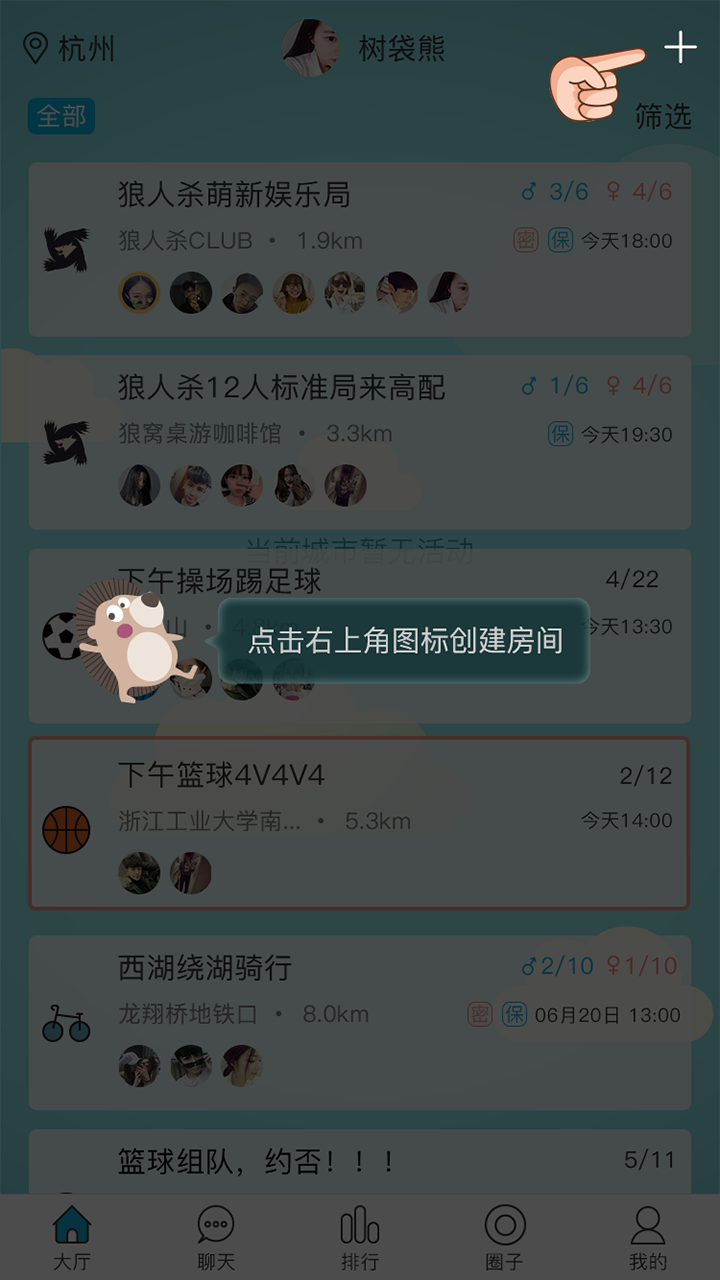 杭州
树袋熊
全部
筛选
狼人杀萌新娱乐局
♂ 3/6 ♀ 4/6
狼人杀CLUB • 1.9km
密 保 今天18:00
狼人杀12人标准局来高配
♂ 1/6 ♀ 4/6
狼窝桌游咖啡馆 • 3.3km
保 今天19:30
当前城市暂无活动
下午操场踢足球
4/22
山 •
今天13:30
点击右上角图标创建房间
下午篮球4V4V4
2/12
浙江工业大学南... • 5.3km
今天14:00
西湖绕湖骑行
♂2/10 ♀1/10
龙翔桥地铁口 • 8.0km
密 保 06月20日 13:00
篮球组队，约否！！！
5/11
大厅
聊天
排行
圈子
我的